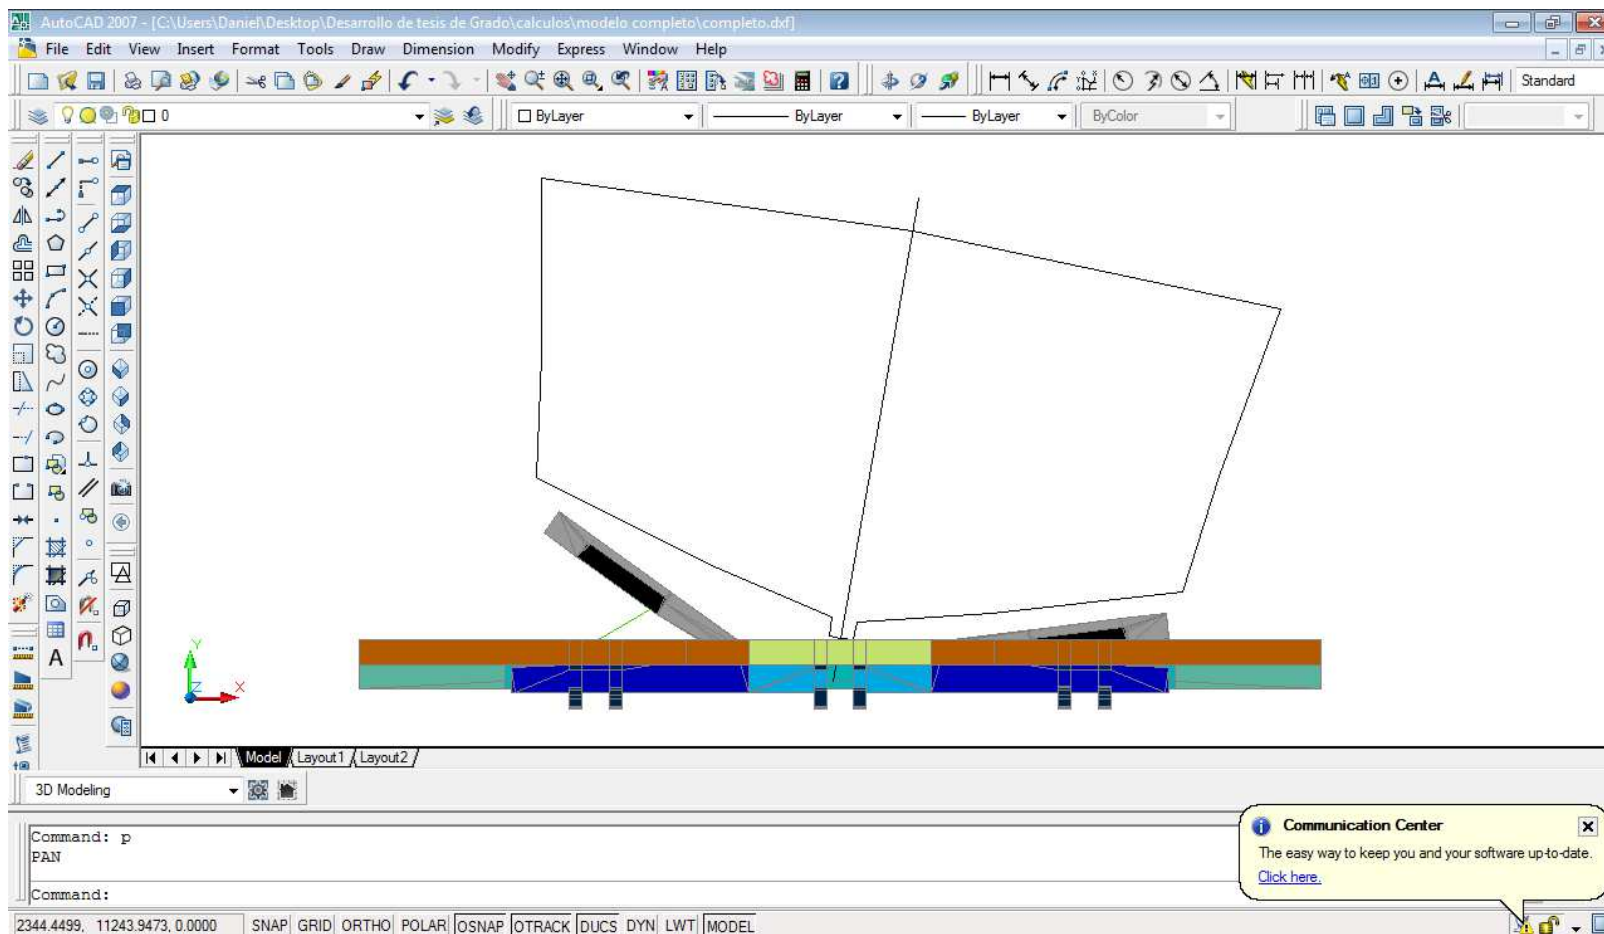 AutoCAD 2007 - [C:\Users\Daniel\Desktop\Desarrollo de tesis de Grado\calculos\modelo completo\completo.dxf]
File Edit View Insert Format Tools Draw Dimension Modify Express Window Help
Standard
0 ByLayer ByLayer ByLayer ByColor
A
Y
Z X
Model Layout1 Layout2
3D Modeling
Command: p
PAN
Command:
Communication Center
The easy way to keep you and your software up-to-date.
Click here.
2344.4499, 11243.9473, 0.0000 SNAP GRID ORTHO POLAR OSNAP OTRACK DUCS DYN LWT MODEL